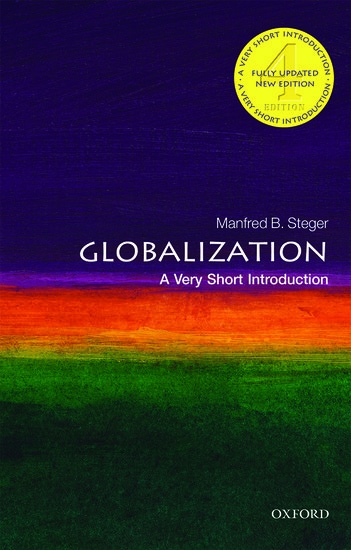 · A VERY SHORT INTRODUCTION ·
A VERY SHORT INTRODUCTION
4
FULLY UPDATED
NEW EDITION
EDITION
Manfred B. Steger
GLOBALIZATION
A Very Short Introduction
OXFORD